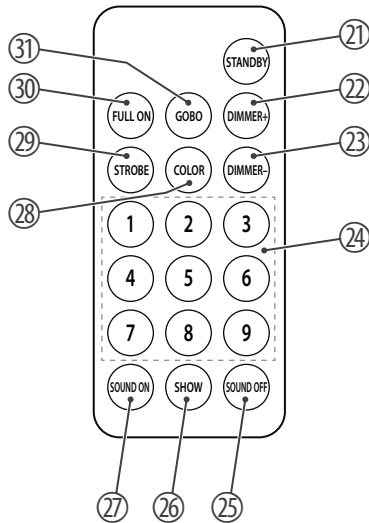 ㉛ ㉑
STANDBY
㉚ ㉒
FULL ON GOBO DIMMER+
㉙ ㉓
STROBE COLOR DIMMER–
㉘
1 2 3
㉔
4 5 6
7 8 9
SOUND ON SHOW SOUND OFF
㉗ ㉖ ㉕